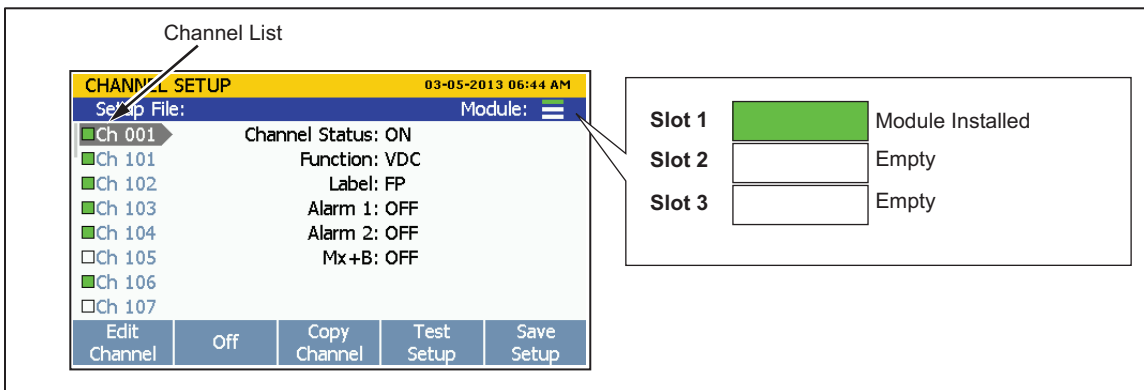 Channel List
CHANNEL SETUP 03-05-2013 06:44 AM
Setup File: Module:
Ch 001 Channel Status: ON
Ch 101 Function: VDC
Ch 102 Label: FP
Ch 103 Alarm 1: OFF
Ch 104 Alarm 2: OFF
Ch 105 Mx+B: OFF
Ch 106
Ch 107
Edit Channel Off Copy Channel Test Setup Save Setup
Slot 1 Module Installed
Slot 2 Empty
Slot 3 Empty